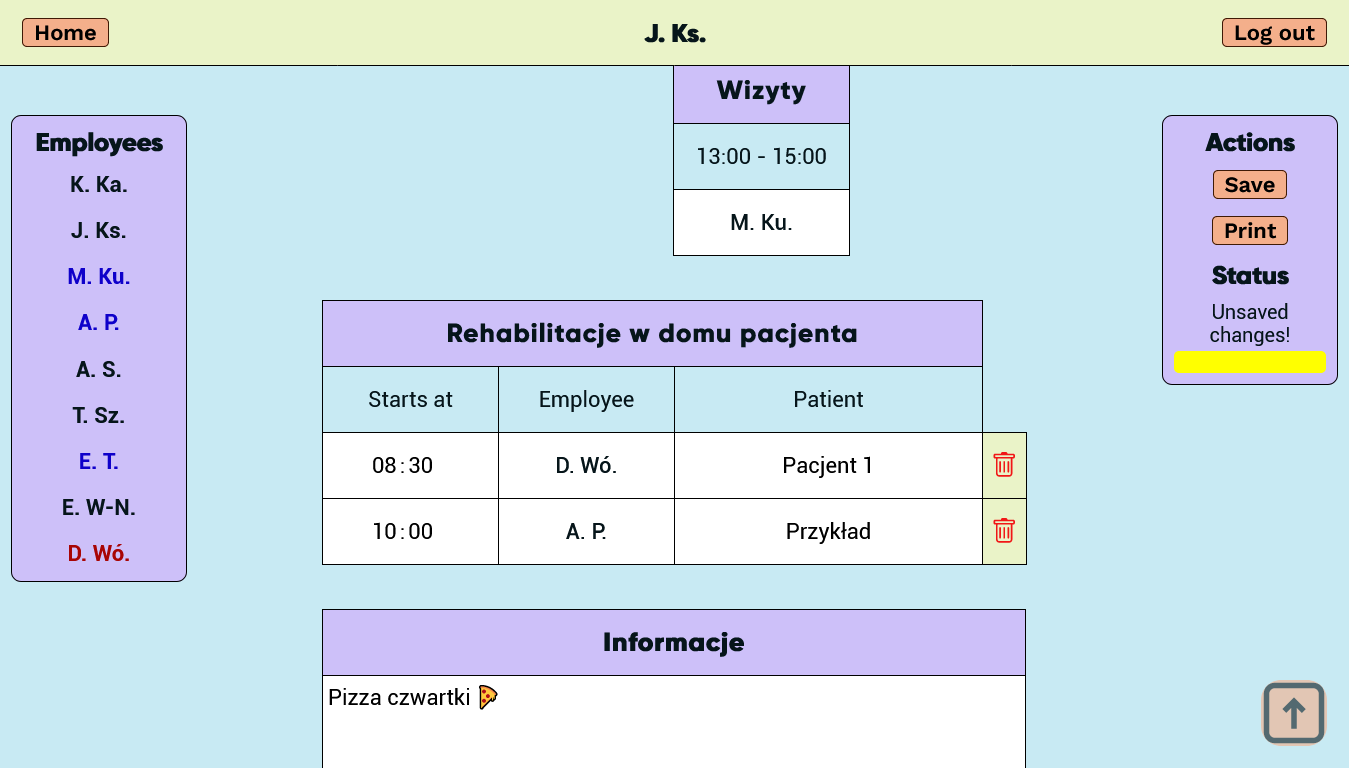 Home
J. Ks.
Log out
Wizyty
13:00 - 15:00
M. Ku.
Employees
K. Ka.
J. Ks.
M. Ku.
A. P.
A. S.
T. Sz.
E. T.
E. W-N.
D. Wó.
Actions
Save
Print
Status
Unsaved
changes!
Rehabilitacje w domu pacjenta
Starts at Employee Patient
08:30 D. Wó. Pacjent 1
10:00 A. P. Przykład
Informacje
Pizza czwartki 🍕